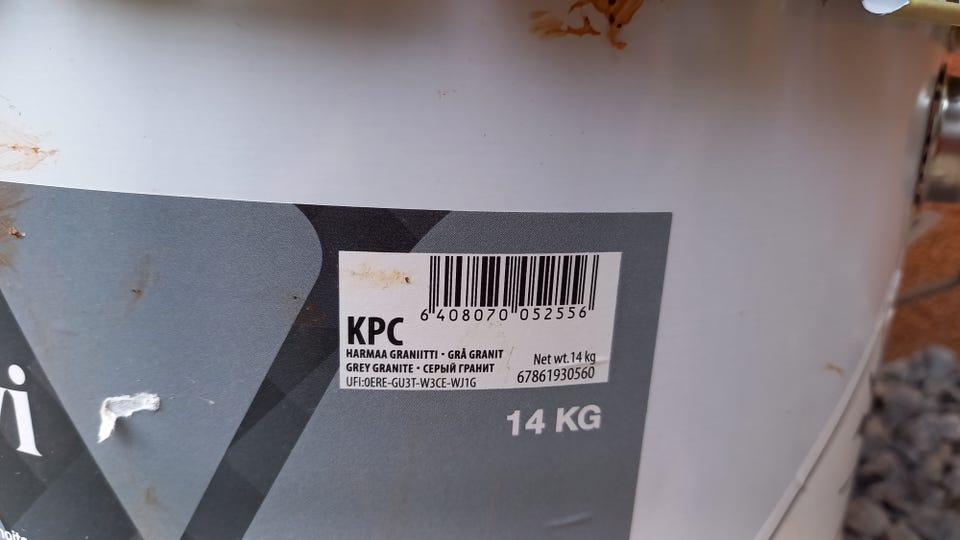 6 408070 052556
KPC
HARMAA GRANIITTI • GRÅ GRANIT
GREY GRANITE • СЕРЫЙ ГРАНИТ
UFI:0ERE-GU3T-W3CE-WJ1G
Net wt. 14 kg
67861930560
14 KG